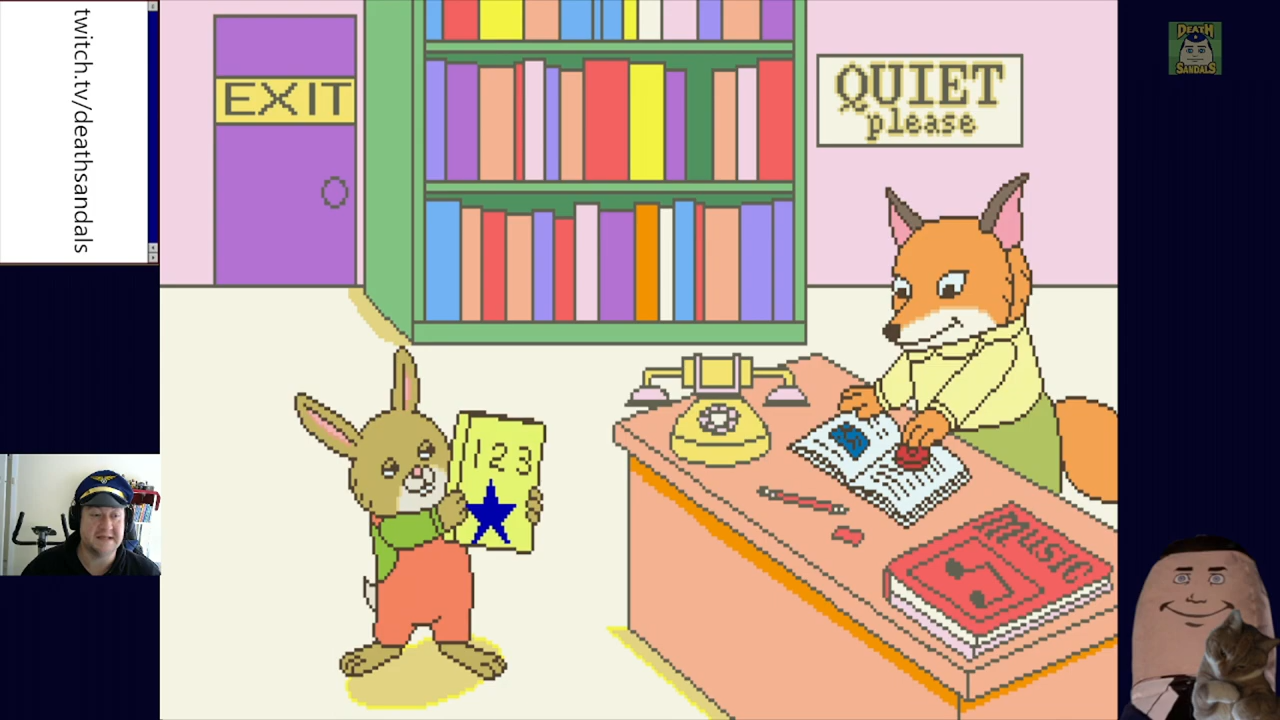 twitch.tv/deathsandals
EXIT
QUIET
please
DEATH
SANDALS
123
music